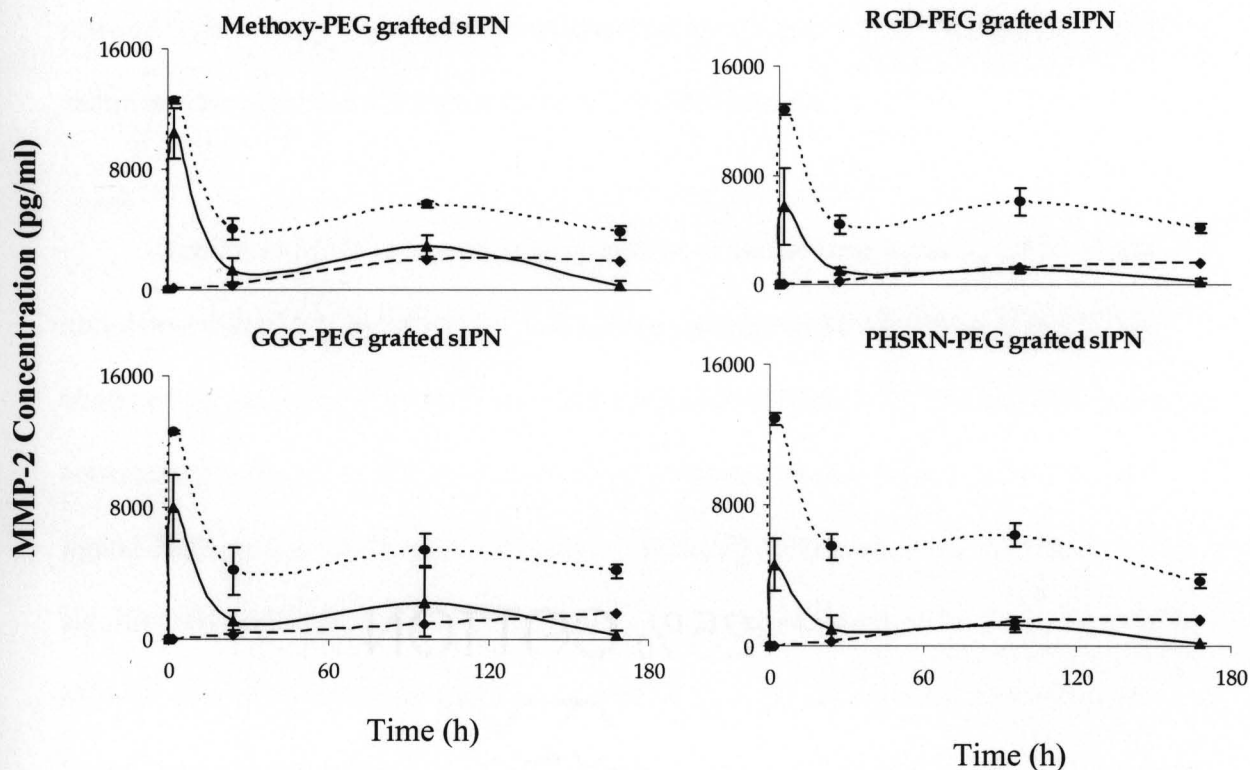 Methoxy-PEG grafted sIPN
RGD-PEG grafted sIPN
MMP-2 Concentration (pg/ml)
16000
8000
0
16000
8000
0
GGG-PEG grafted sIPN
PHSRN-PEG grafted sIPN
16000
8000
0
0 60 120 180
16000
8000
0
0 60 120 180
Time (h)
Time (h)